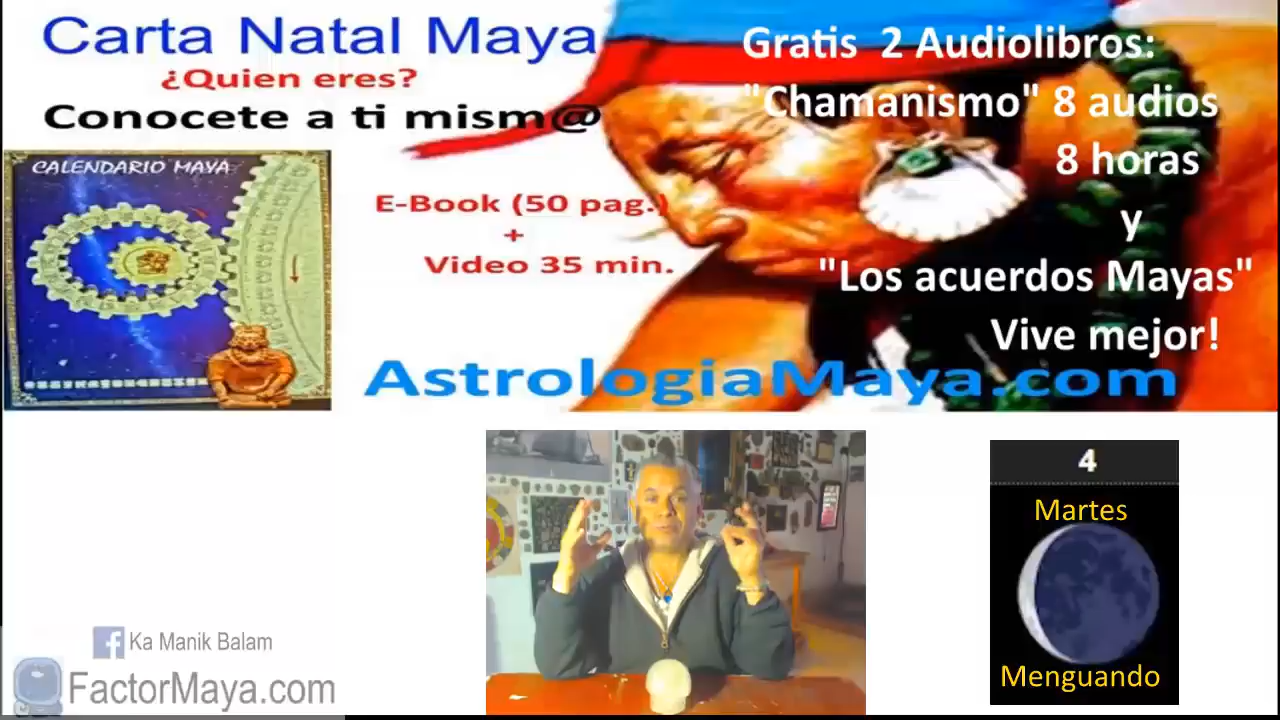 Carta Natal Maya
¿Quien eres?
Conocete a ti mism@
CALENDARIO MAYA
E-Book (50 pag.)
+
Video 35 min.
Gratis 2 Audiolibros:
"Chamanismo" 8 audios
8 horas
y
"Los acuerdos Mayas"
Vive mejor!
AstrologiaMaya.com
4
Martes
Menguando
Ka Manik Balam
FactorMaya.com